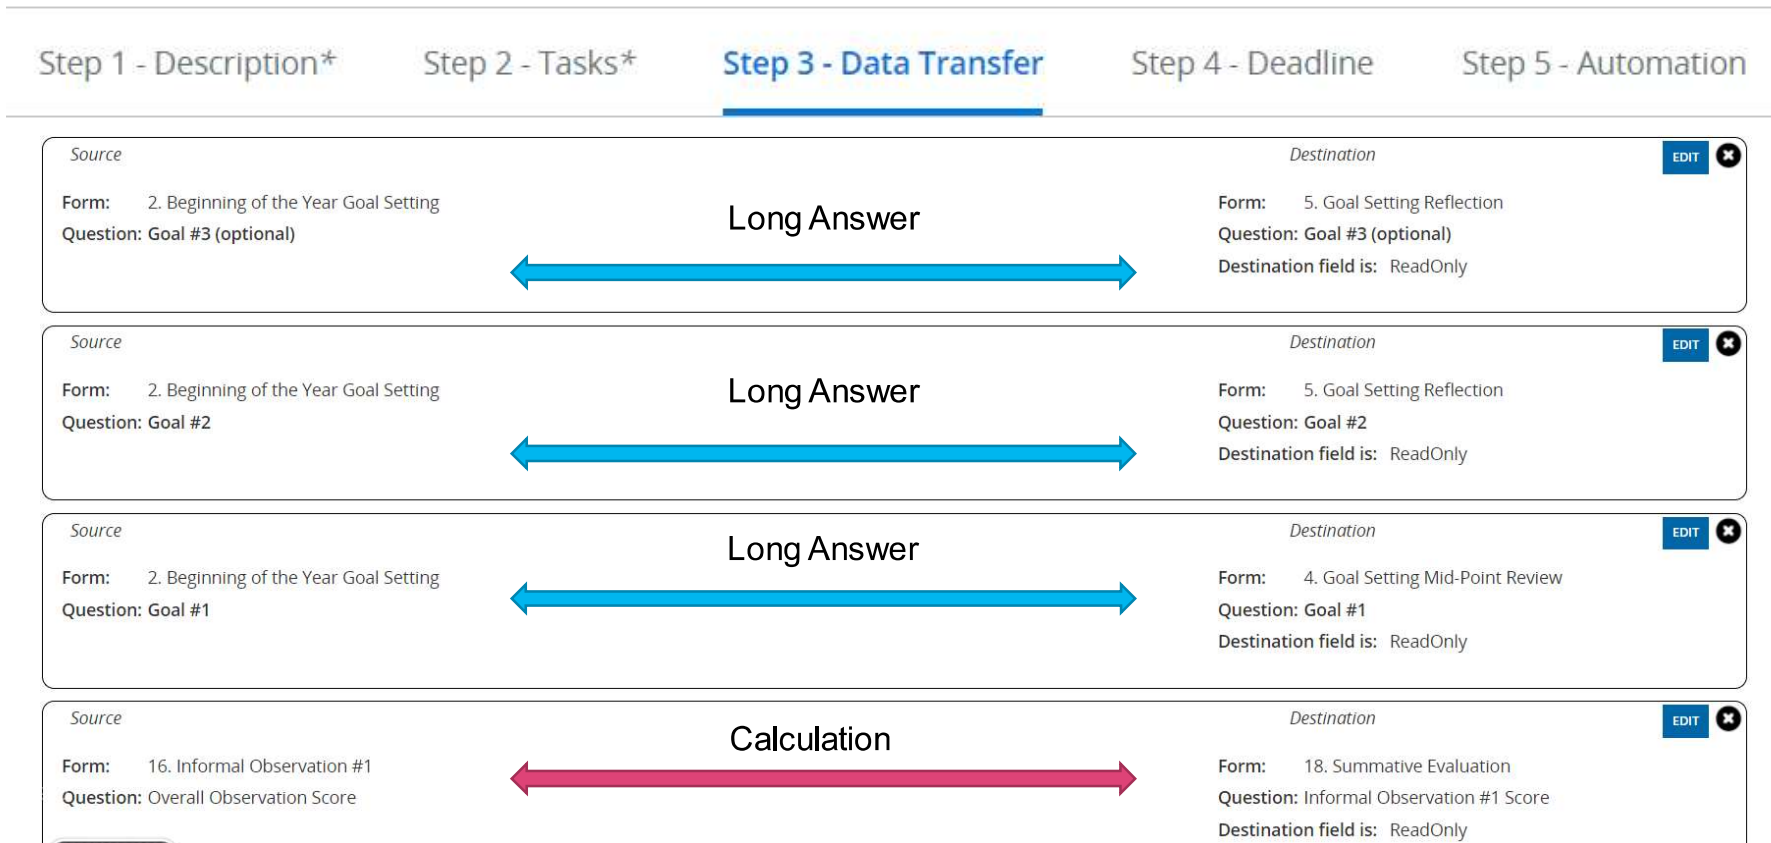 Step 1 - Description* Step 2 - Tasks* Step 3 - Data Transfer Step 4 - Deadline Step 5 - Automation
Source Destination EDIT
Form: 2. Beginning of the Year Goal Setting Long Answer Form: 5. Goal Setting Reflection
Question: Goal #3 (optional) Question: Goal #3 (optional)
Destination field is: ReadOnly
Source Destination EDIT
Form: 2. Beginning of the Year Goal Setting Long Answer Form: 5. Goal Setting Reflection
Question: Goal #2 Question: Goal #2
Destination field is: ReadOnly
Source Destination EDIT
Long Answer
Form: 2. Beginning of the Year Goal Setting Form: 4. Goal Setting Mid-Point Review
Question: Goal #1 Question: Goal #1
Destination field is: ReadOnly
Source Destination EDIT
Calculation
Form: 16. Informal Observation #1 Form: 18. Summative Evaluation
Question: Overall Observation Score Question: Informal Observation #1 Score
Destination field is: ReadOnly